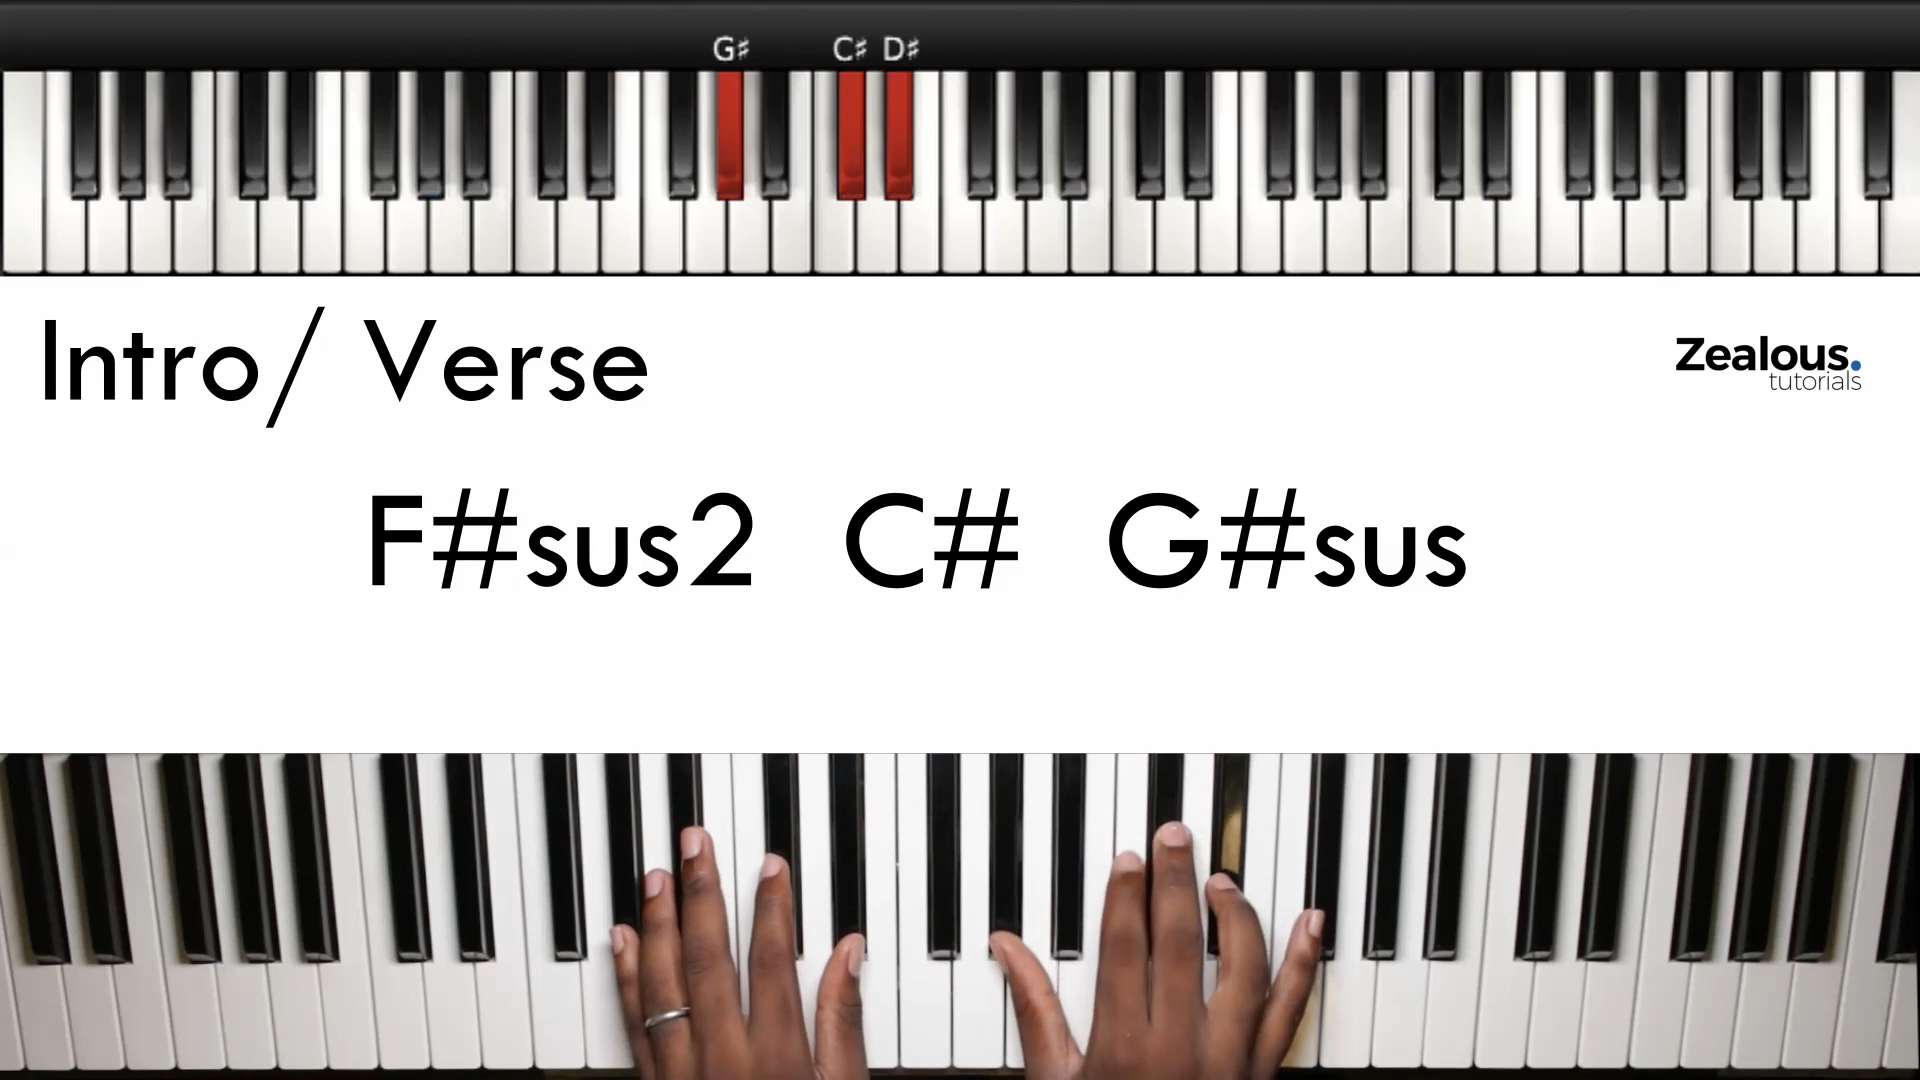 G♯ C♯ D♯
Intro/ Verse
Zealous.
tutorials
F#sus2 C# G#sus